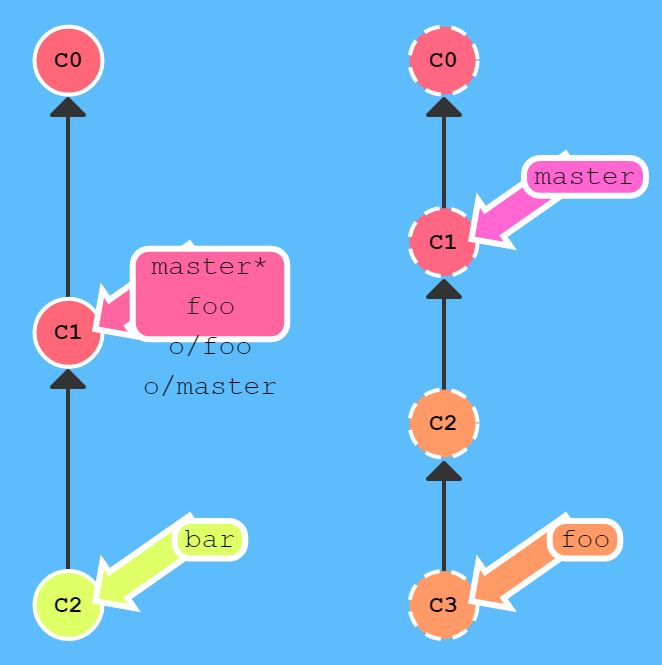 C0
C1
master*
foo
o/foo
o/master
C2
bar
C0
C1
master
C2
C3
foo